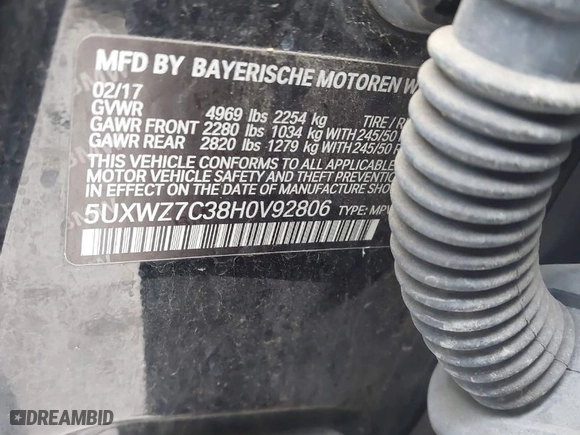 MFD BY BAYERISCHE MOTOREN W
02/17
GVWR 4969 lbs 2254 kg TIRE / R
GAWR FRONT 2280 lbs 1034 kg WITH 245/50
GAWR REAR 2820 lbs 1279 kg WITH 245/50
THIS VEHICLE CONFORMS TO ALL APPLICABLE
MOTOR VEHICLE SAFETY AND THEFT PREVENTION
IN EFFECT ON THE DATE OF MANUFACTURE SHO
5UXWZ7C38H0V92806 TYPE: MPV
DREAMBID